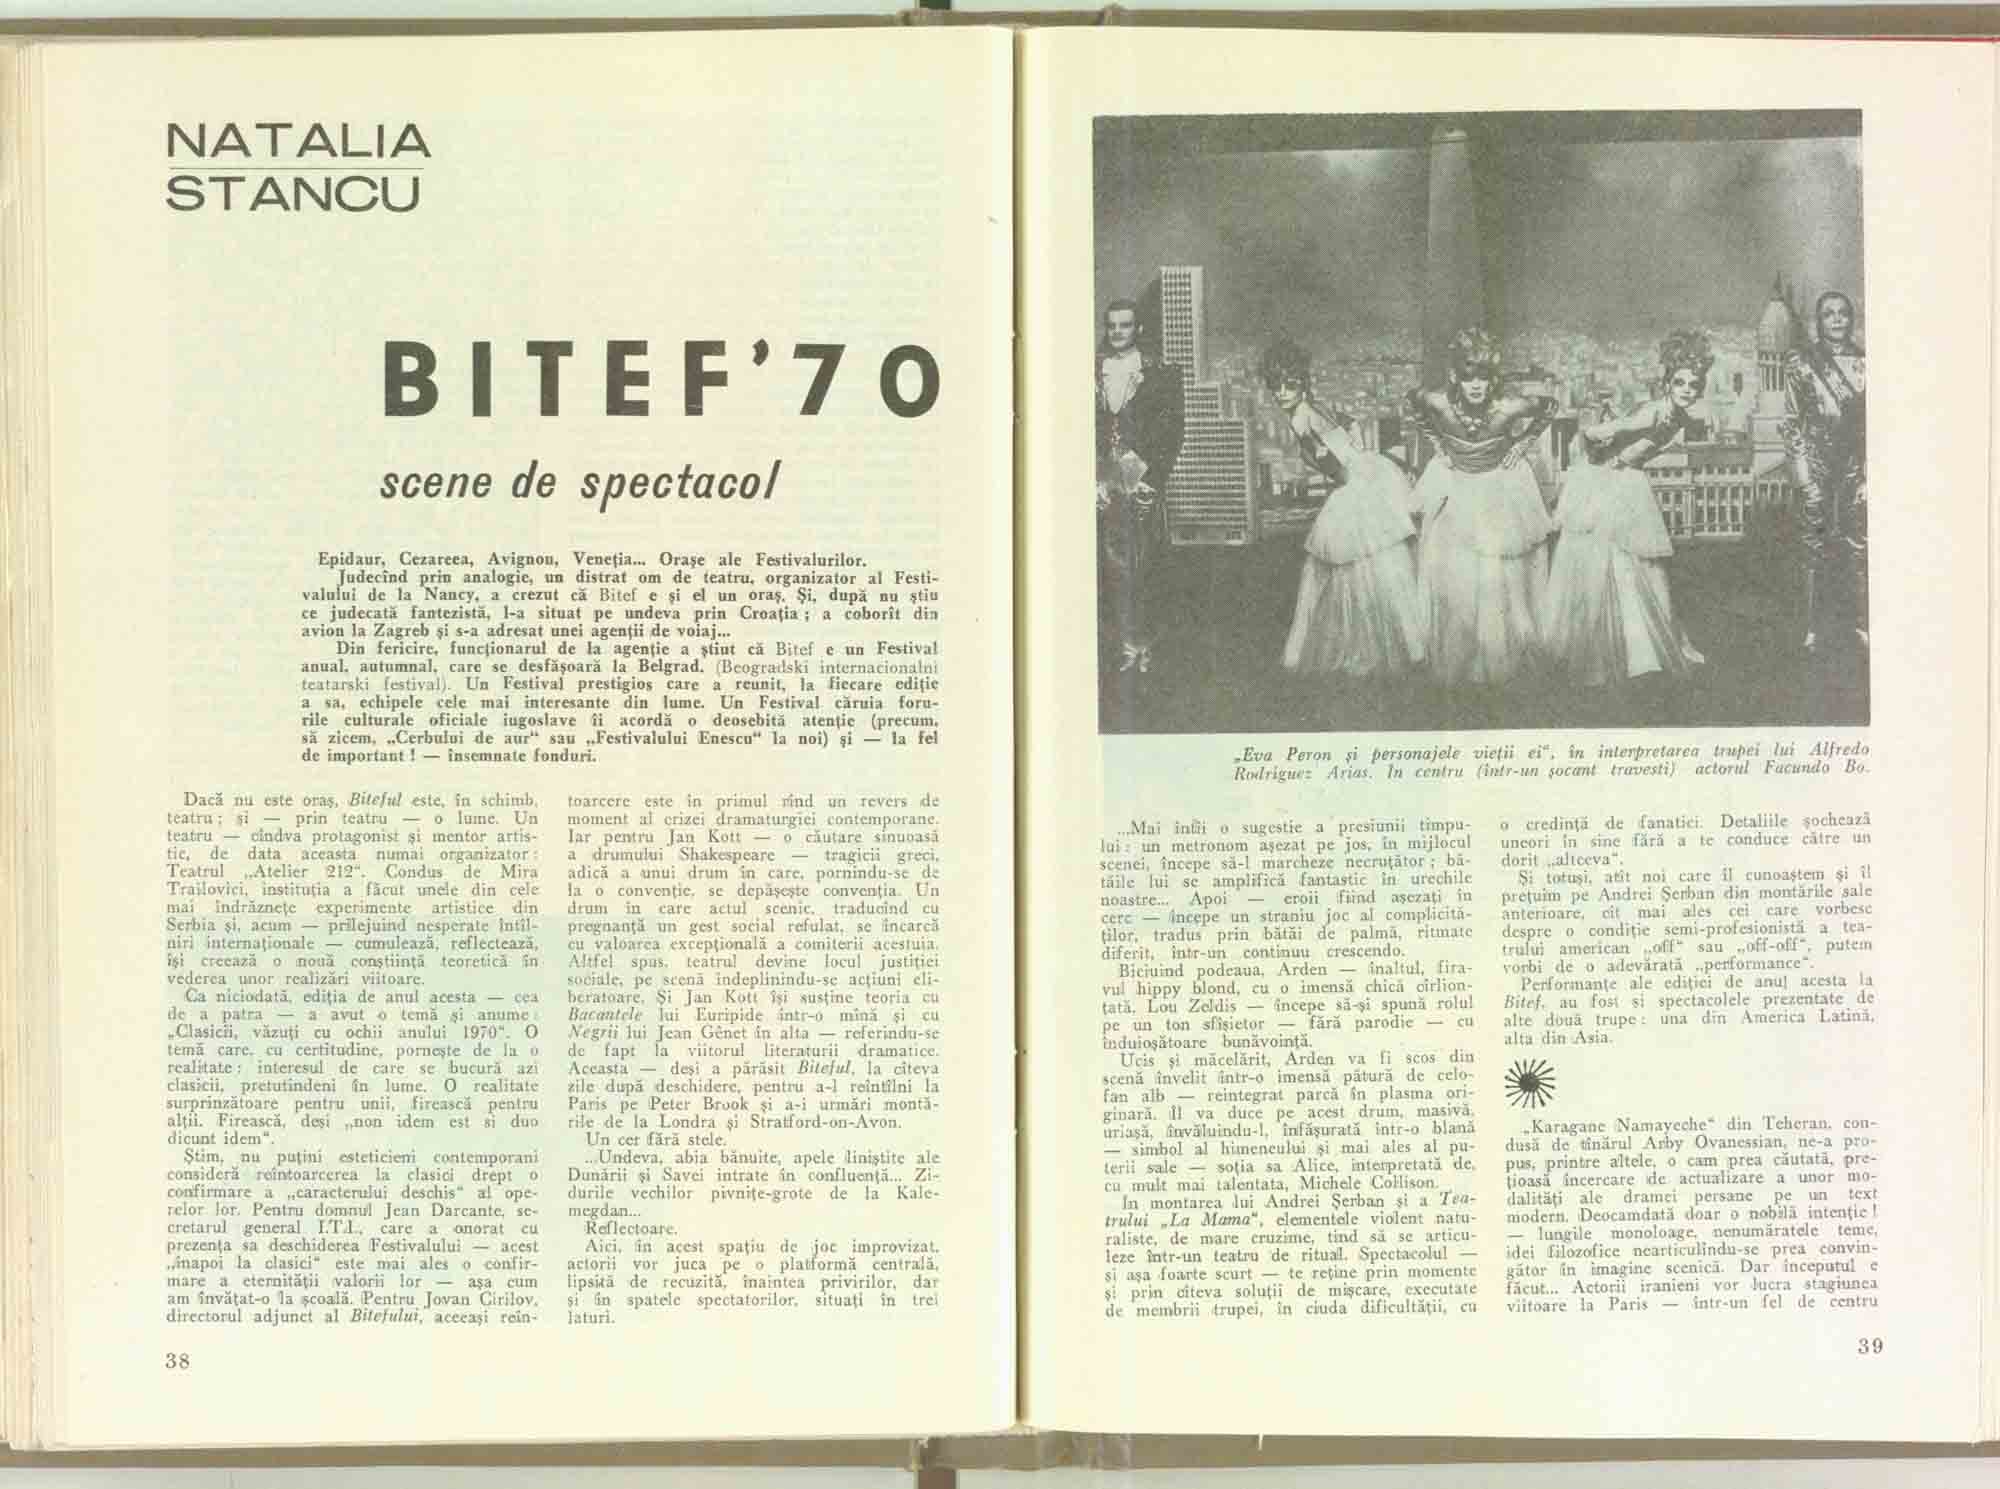 NATALIA
STANCU
BITEF'70
scene de spectacol
Epidaur, Cezareea, Avignon, Veneția... Orașe ale Festivalurilor.
Judecînd prin analogie, un distrat om de teatru, organizator al Festi-
valului de la Nancy, a crezut că Bitef e și el un oraș. Și, după nu știu
ce judecată fantezistă, l-a situat pe undeva prin Croația ; a coborît din
avion la Zagreb și s-a adresat unei agenții de voiaj...
Din fericire, funcționarul de la agenție a știut că Bitef e un Festival
anual, autumnal, care se desfășoară la Belgrad. (Beogradski internacionalni
teatarski festival). Un Festival prestigios care a reunit, la fiecare ediție
a sa, echipele cele mai interesante din lume. Un Festival căruia foru-
rile culturale oficiale iugoslave îi acordă o deosebită atenție (precum,
să zicem, „Cerbului de aur“ sau „Festivalului Enescu“ la noi) și — la fel
de important ! — însemnate fonduri.
Dacă nu este oraș, Biteful este, în schimb,
teatru ; și — prin teatru — o lume. Un
teatru — cîndva protagonist și mentor artis-
tic, de data aceasta numai organizator :
Teatrul „Atelier 212“. Condus de Mira
Trailovici, instituția a făcut unele din cele
mai îndrăznețe experimente artistice din
Serbia și, acum — prilejuind nesperate întîl-
niri internaționale — cumulează, reflectează,
își creează o nouă conștiință teoretică în
vederea unor realizări viitoare.
Ca niciodată, ediția de anul acesta — cea
de a patra — a avut o temă și anume :
„Clasicii, văzuți cu ochii anului 1970“. O
temă care, cu certitudine, pornește de la o
realitate : interesul de care se bucură azi
clasicii, pretutindeni în lume. O realitate
surprinzătoare pentru unii, firească pentru
alții. Firească, deși „non idem est si duo
dicunt idem“.
Știm, nu puțini esteticieni contemporani
consideră reîntoarcerea la clasici drept o
confirmare a „caracterului deschis“ al ope-
relor lor. Pentru domnul Jean Darcante, se-
cretarul general I.T.I., care a onorat cu
prezența sa deschiderea Festivalului — acest
„înapoi la clasici“ este mai ales o confir-
mare a eternității valorii lor — așa cum
am învățat-o la școală. Pentru Jovan Cirilov,
directorul adjunct al Bitefului, aceeași reîn-
toarcere este în primul rînd un revers de
moment al crizei dramaturgiei contemporane.
Iar pentru Jan Kott — o căutare sinuoasă
a drumului Shakespeare — tragicii greci,
adică a unui drum în care, pornindu-se de
la o convenție, se depășește convenția. Un
drum în care actul scenic, traducînd cu
pregnanță un gest social refulat, se încarcă
cu valoarea excepțională a comiterii acestuia.
Altfel spus, teatrul devine locul justiției
sociale, pe scenă îndeplinindu-se acțiuni eli-
beratoare. Și Jan Kott își susține teoria cu
Bacantele lui Euripide într-o mînă și cu
Negrii lui Jean Gênet în alta — referindu-se
de fapt la viitorul literaturii dramatice.
Aceasta — deși a părăsit Biteful, la cîteva
zile după deschidere, pentru a-l reîntîlni la
Paris pe Peter Brook și a-i urmări montă-
rile de la Londra și Stratford-on-Avon.
Un cer fără stele.
...Undeva, abia bănuite, apele liniștite ale
Dunării și Savei intrate în confluență... Zi-
durile vechilor pivnițe-grote de la Kale-
megdan...
Reflectoare.
Aici, în acest spațiu de joc improvizat,
actorii vor juca pe o platformă centrală,
lipsită de recuzită, înaintea privirilor, dar
și în spatele spectatorilor, situați în trei
laturi.
38
„Eva Peron și personajele vieții ei“, în interpretarea trupei lui Alfredo
Rodriguez Arias. În centru (într-un șocant travesti) actorul Facundo Bo.
...Mai întîi o sugestie a presiunii timpu-
lui : un metronom așezat pe jos, în mijlocul
scenei, începe să-l marcheze necruțător ; bă-
tăile lui se amplifică fantastic în urechile
noastre... Apoi — eroii fiind așezați în
cerc — începe un straniu joc al complicită-
ților, tradus prin bătăi de palmă, ritmate
diferit, într-un continuu crescendo.
Biciuind podeaua, Arden — înaltul, fira-
vul hippy blond, cu o imensă chică cîrlion-
tată, Lou Zeldis — începe să-și spună rolul
pe un ton sfîșietor — fără parodie — cu
înduioșătoare bunăvoință.
Ucis și măcelărit, Arden va fi scos din
scenă învelit într-o imensă pătură de celo-
fan alb — reintegrat parcă în plasma ori-
ginară. Îl va duce pe acest drum, masivă,
uriașă, învăluindu-l, înfășurată într-o blană
— simbol al himeneului și mai ales al pu-
terii sale — soția sa Alice, interpretată de,
cu mult mai talentata, Michele Collison.
În montarea lui Andrei Șerban și a Tea-
trului „La Mama“, elementele violent natu-
raliste, de mare cruzime, tind să se articu-
leze într-un teatru de ritual. Spectacolul —
și așa foarte scurt — te reține prin momente
și prin cîteva soluții de mișcare, executate
de membrii trupei, în ciuda dificultății, cu
o credință de fanatici. Detaliile șochează
uneori în sine fără a te conduce către un
dorit „altceva“.
Și totuși, atît noi care îl cunoaștem și îl
prețuim pe Andrei Șerban din montările sale
anterioare, cît mai ales cei care vorbesc
despre o condiție semi-profesionistă a tea-
trului american „off“ sau „off-off“, putem
vorbi de o adevărată „performance“.
Performanțe ale ediției de anul acesta la
Bitef, au fost și spectacolele prezentate de
alte două trupe : una din America Latină,
alta din Asia.
„Karagane Namayeche“ din Teheran, con-
dusă de tînărul Arby Ovanessian, ne-a pro-
pus, printre altele, o cam prea căutată, pre-
țioasă încercare de actualizare a unor mo-
dalități ale dramei persane pe un text
modern. Deocamdată doar o nobilă intenție !
— lungile monoloage, nenumăratele teme,
idei filozofice nearticulîndu-se prea convin-
gător în imagine scenică. Dar începutul e
făcut... Actorii iranieni vor lucra stagiunea
viitoare la Paris — într-un fel de centru
39